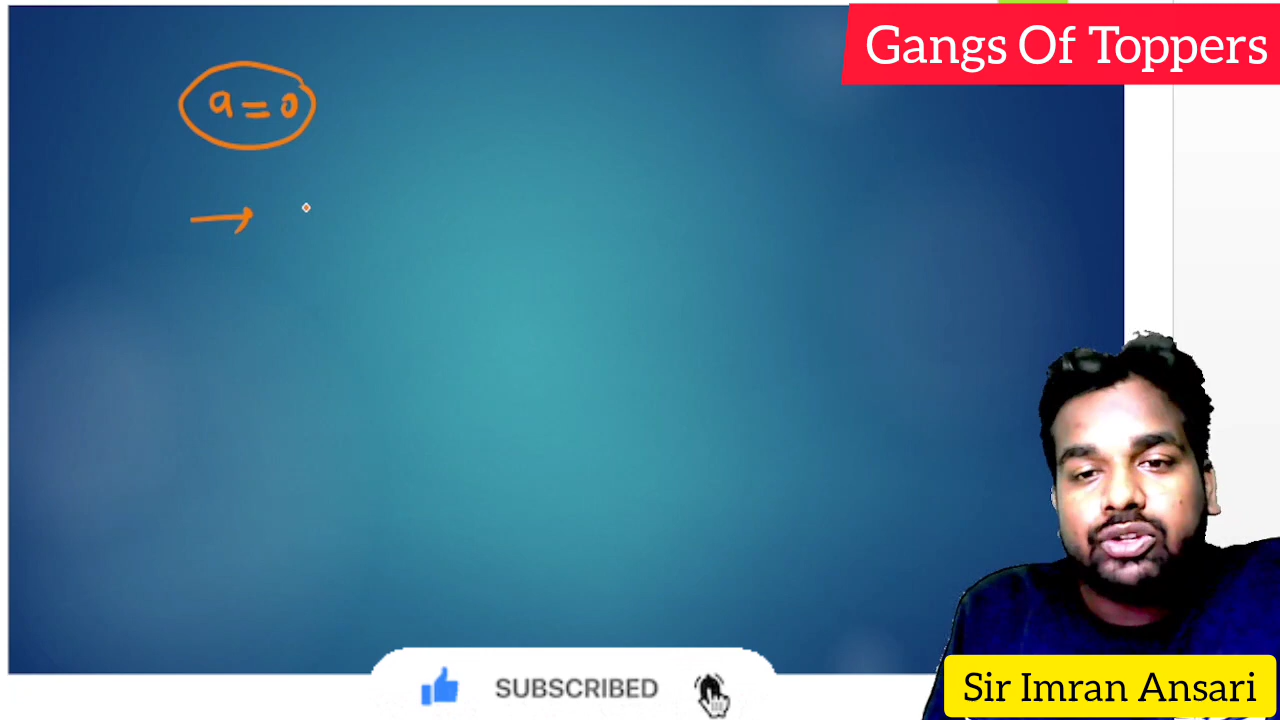 Gangs Of Toppers
a = 0
→
SUBSCRIBED
Sir Imran Ansari